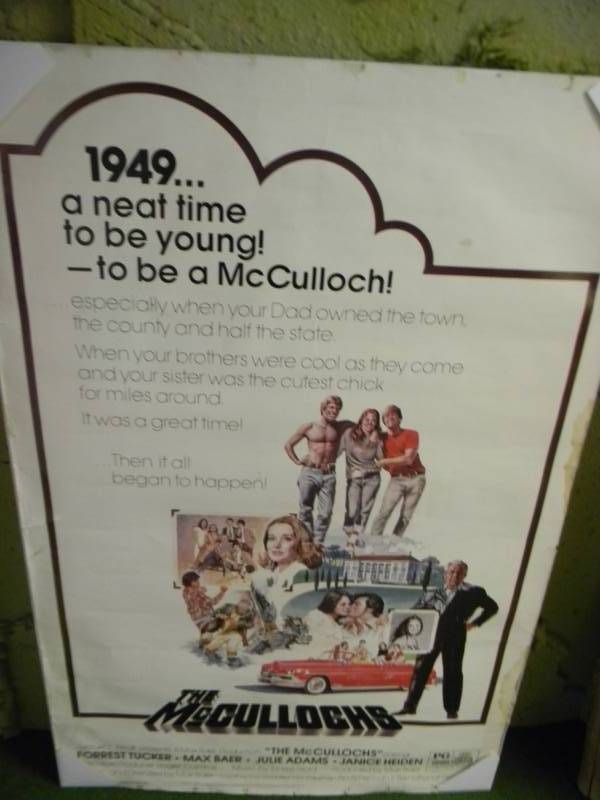 1949...
a neat time
to be young!
—to be a McCulloch!
...especially when your Dad owned the town,
the county and half the state.
When your brothers were cool as they come
and your sister was the cutest chick
for miles around.
It was a great time!
...Then it all
began to happen!
THE
McCULLOCHS
"THE McCULLOCHS"
FORREST TUCKER • MAX BAER • JULIE ADAMS • JANICE HEIDEN
PG